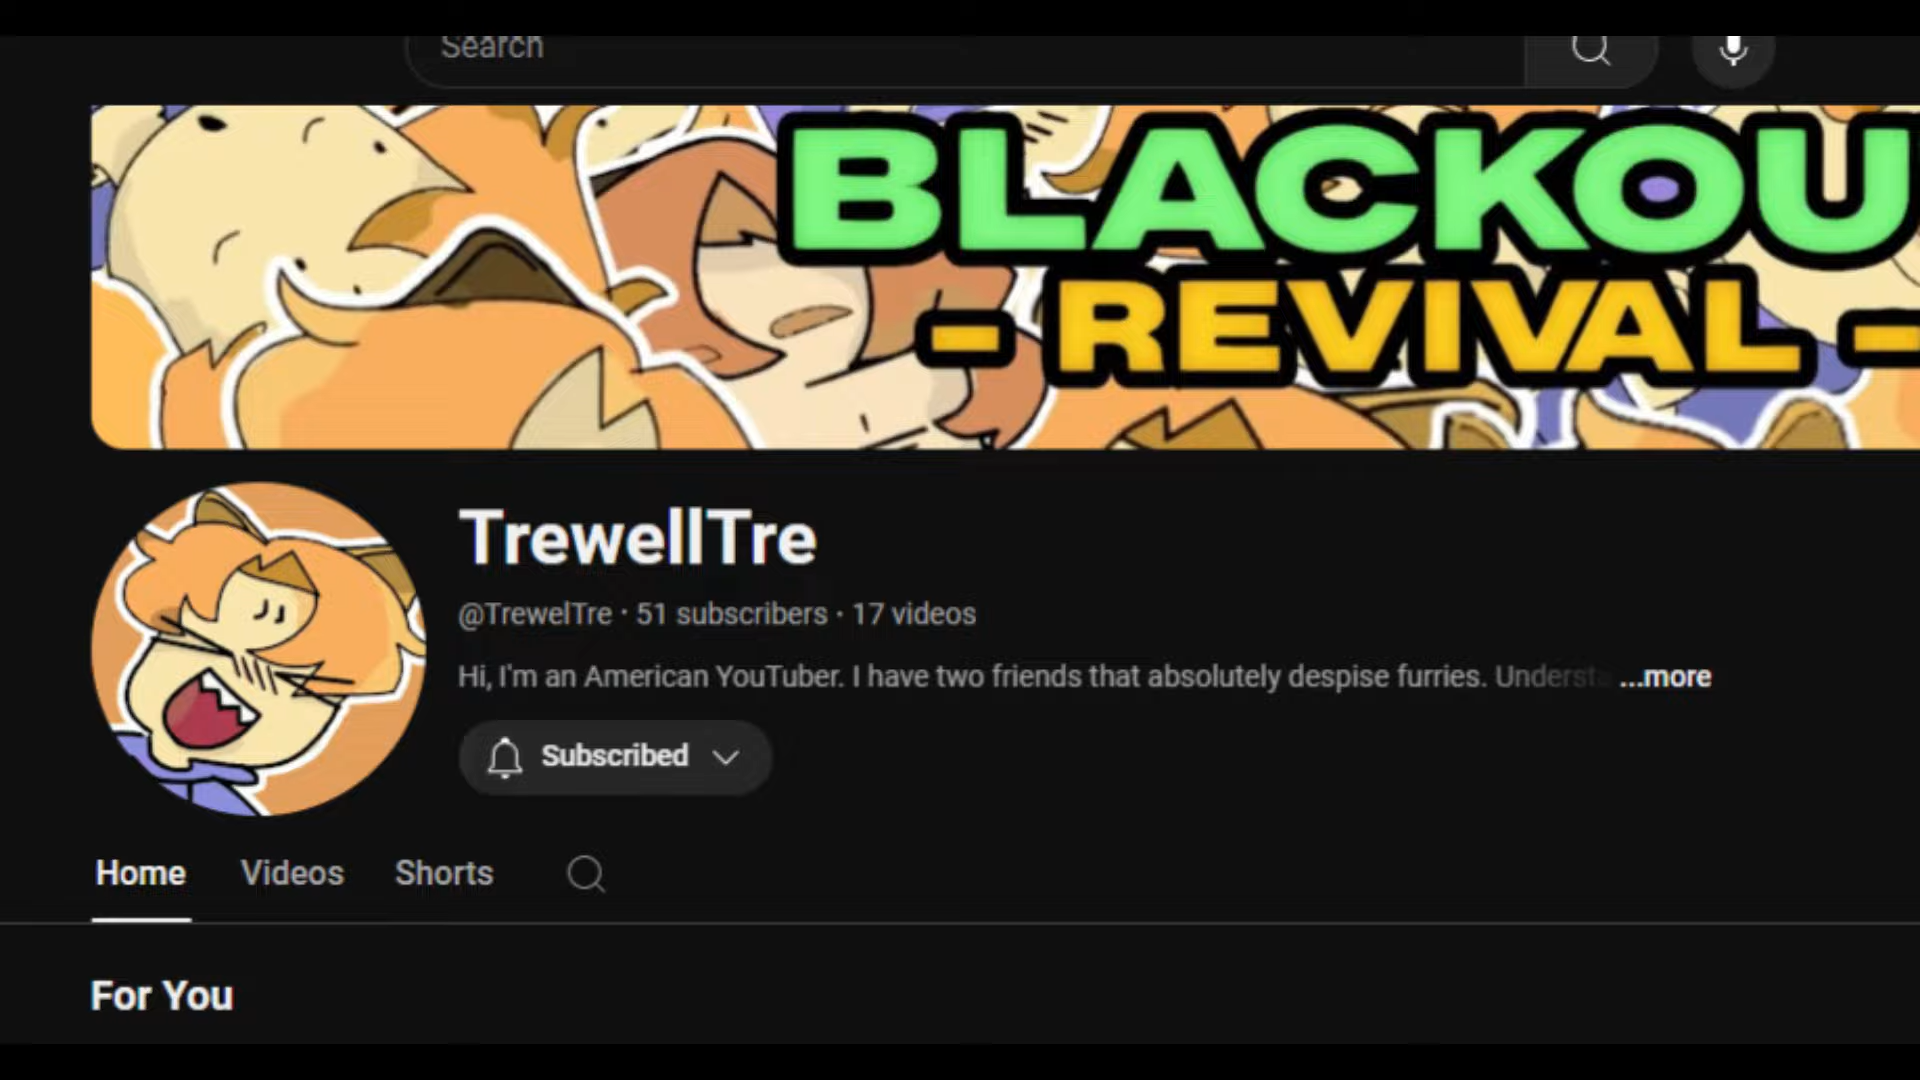 Search
BLACKOU
- REVIVAL -
TrewellTre
@TrewelTre · 51 subscribers · 17 videos
Hi, I'm an American YouTuber. I have two friends that absolutely despise furries. Underst ...more
Subscribed
Home Videos Shorts
For You